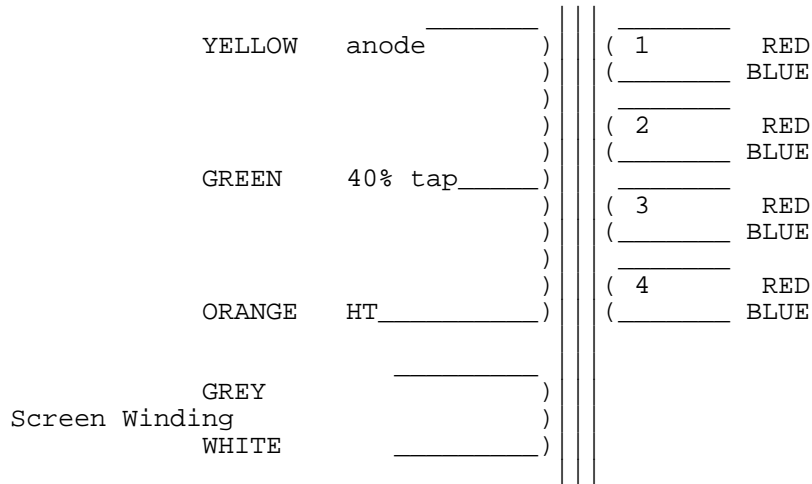 YELLOW anode 1 RED
BLUE
2 RED
BLUE
GREEN 40% tap
3 RED
BLUE
4 RED
ORANGE HT BLUE
GREY
Screen Winding
WHITE